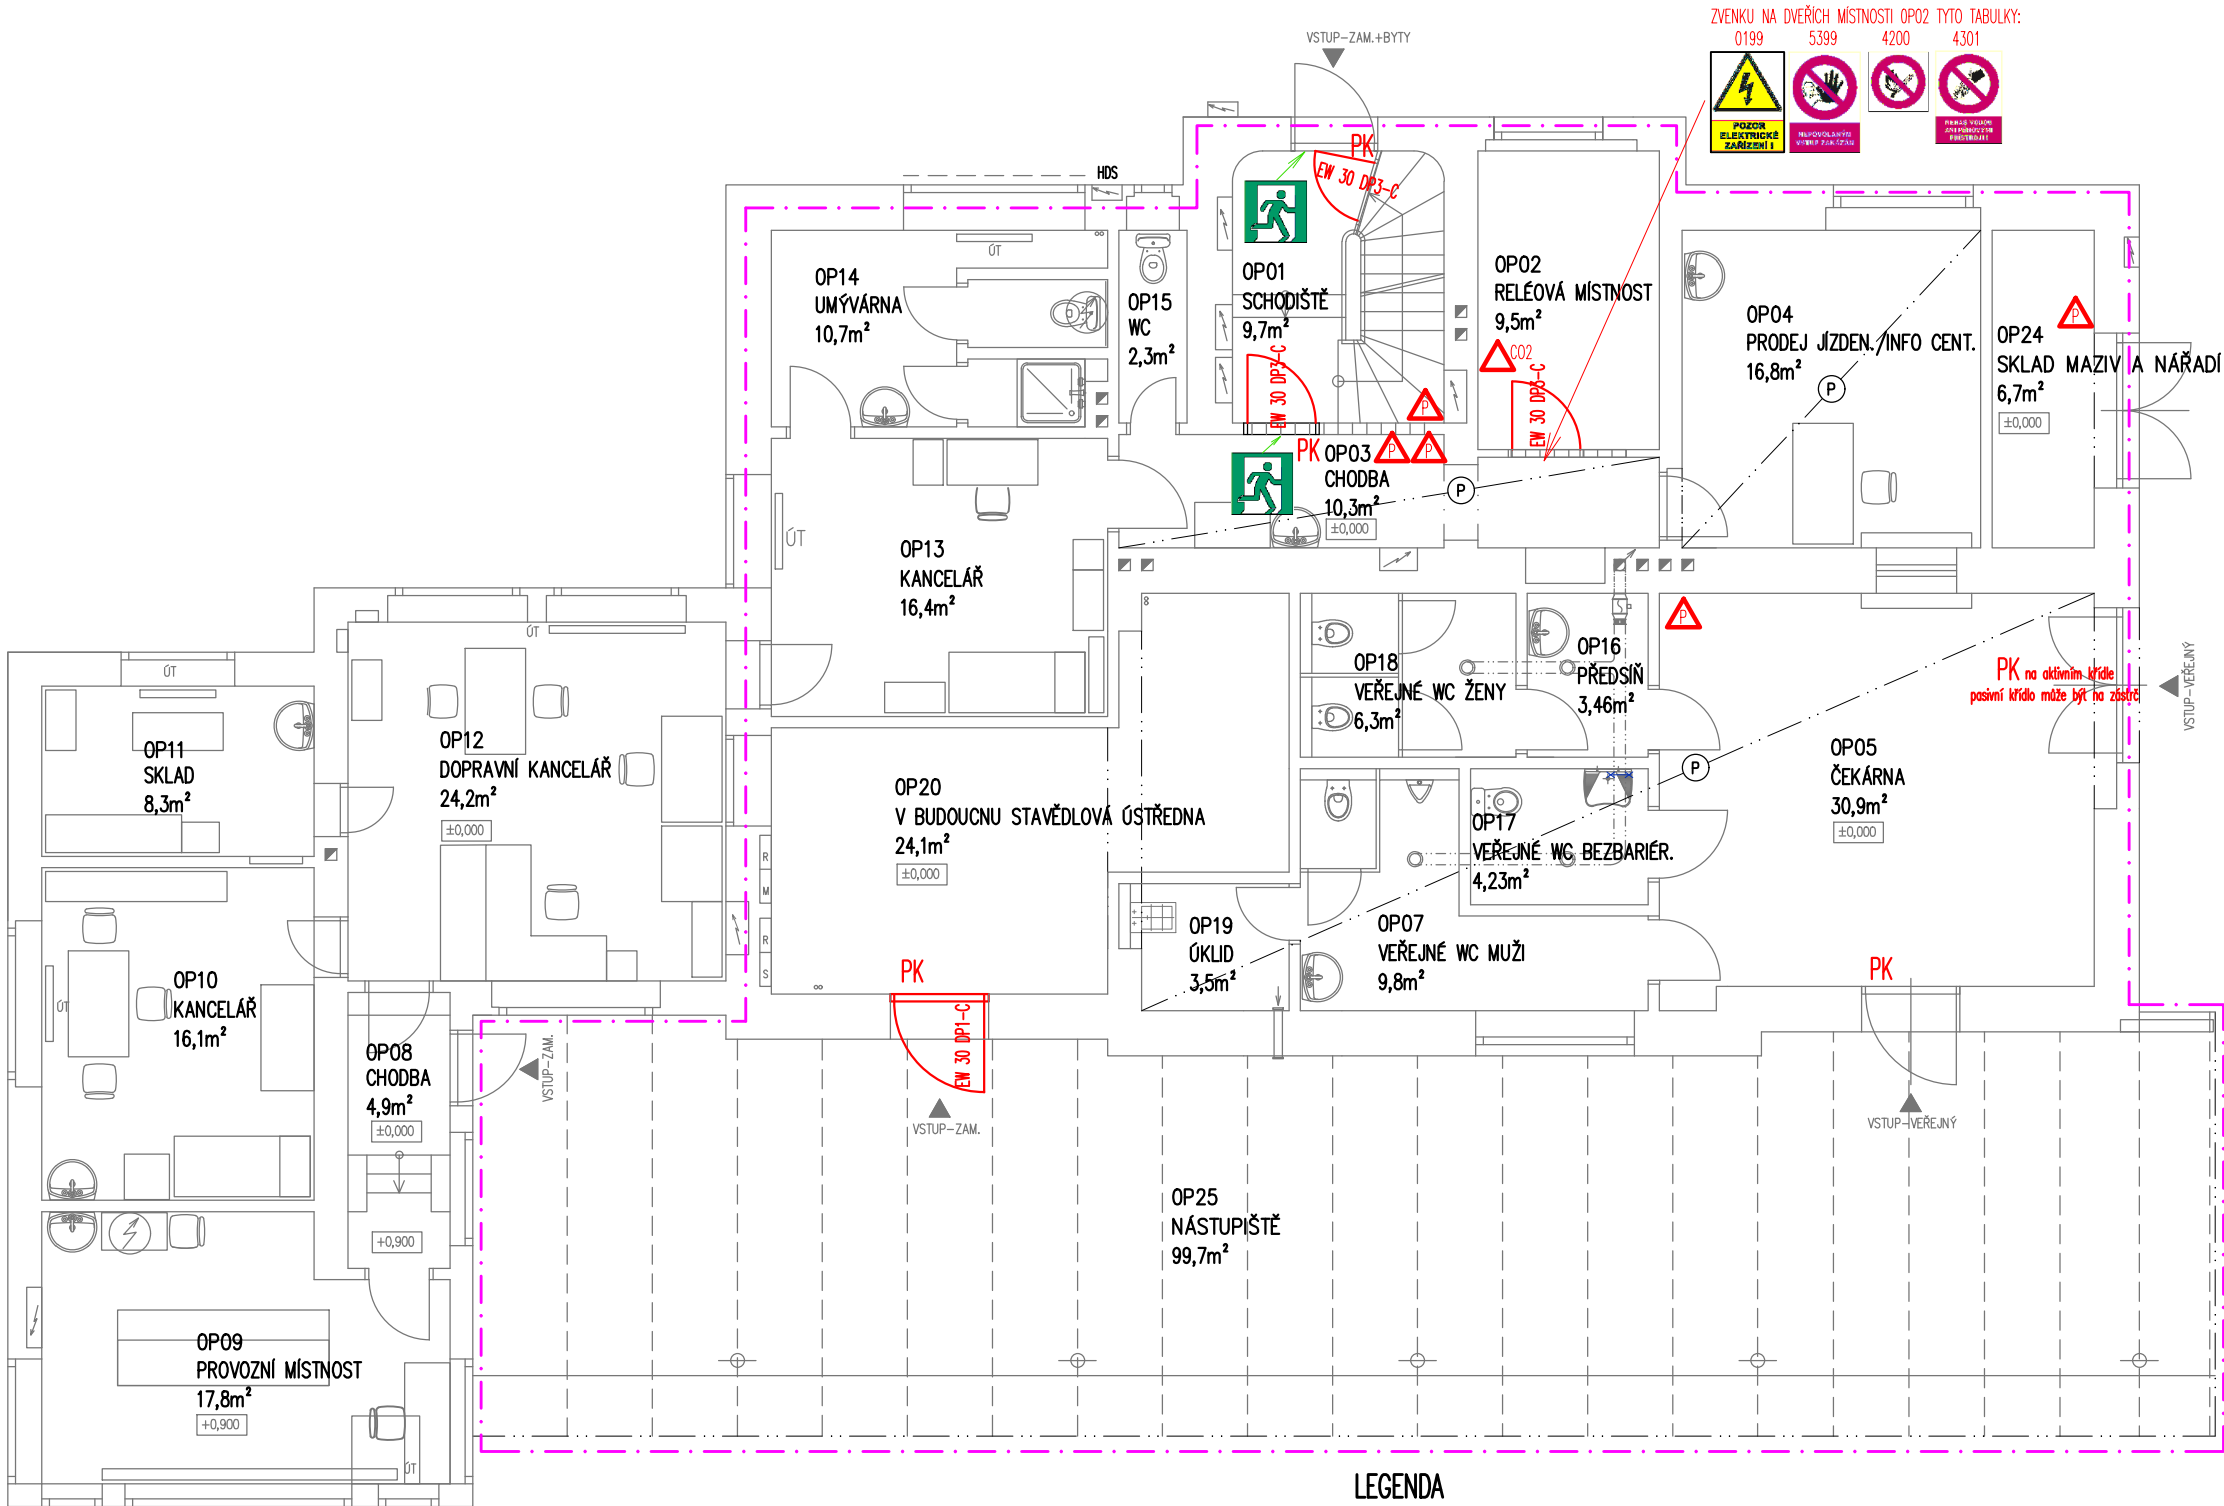 ZVENKU NA DVEŘÍCH MÍSTNOSTI OP02 TYTO TABULKY:
0199 5399 4200 4301
POZOR
ELEKTRICKÉ
ZAŘÍZENÍ !
NEPOVOLANÝM
VSTUP ZAKÁZÁN
NEHAS VODOU
ANI PĚNOVÝMI
PŘÍSTROJI !
VSTUP-ZAM.+BYTY
HDS
PK
EW 30 DP3-C
ÚT
OP14
UMÝVÁRNA
10,7m²
OP15
WC
2,3m²
OP01
SCHODIŠTĚ
9,7m²
EW 30 DP3-C
OP02
RELÉOVÁ MÍSTNOST
9,5m²
CO2
EW 30 DP3-C
OP04
PRODEJ JÍZDEN./INFO CENT.
16,8m²
P
P
OP24
SKLAD MAZIV A NÁŘADÍ
6,7m²
±0,000
P
P
P
PK
OP03
CHODBA
10,3m²
±0,000
P
ÚT
OP13
KANCELÁŘ
16,4m²
ÚT
OP12
DOPRAVNÍ KANCELÁŘ
24,2m²
±0,000
ÚT
OP11
SKLAD
8,3m²
OP18
VEŘEJNÉ WC ŽENY
6,3m²
OP16
PŘEDSÍŇ
3,46m²
P
PK na aktivním křídle
pasivní křídlo může být na zástrč
VSTUP-VEŘEJNÝ
P
OP05
ČEKÁRNA
30,9m²
±0,000
OP20
V BUDOUCNU STAVĚDLOVÁ ÚSTŘEDNA
24,1m²
±0,000
R
M
R
S
OP17
VEŘEJNÉ WC BEZBARIÉR.
4,23m²
OP19
ÚKLID
3,5m²
OP07
VEŘEJNÉ WC MUŽI
9,8m²
PK
PK
EW 30 DP1-C
VSTUP-ZAM.
VSTUP-VEŘEJNÝ
ÚT
OP10
KANCELÁŘ
16,1m²
OP08
CHODBA
4,9m²
±0,000
VSTUP-ZAM.
+0,900
OP25
NÁSTUPIŠTĚ
99,7m²
OP09
PROVOZNÍ MÍSTNOST
17,8m²
+0,900
ÚT
LEGENDA